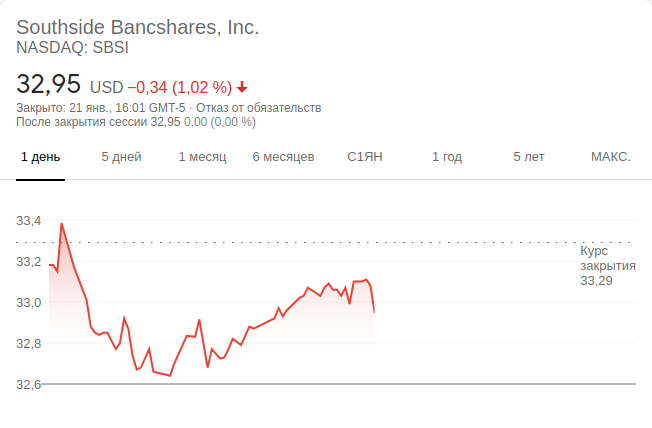 Southside Bancshares, Inc.
NASDAQ: SBSI
32,95 USD −0,34 (1,02 %)
Закрыто: 21 янв., 16:01 GMT-5 · Отказ от обязательств
После закрытия сессии 32,95 0,00 (0,00 %)
1 день 5 дней 1 месяц 6 месяцев С1ЯН 1 год 5 лет МАКС.
33,4
Курс
закрытия
33,29
33,2
33,0
32,8
32,6